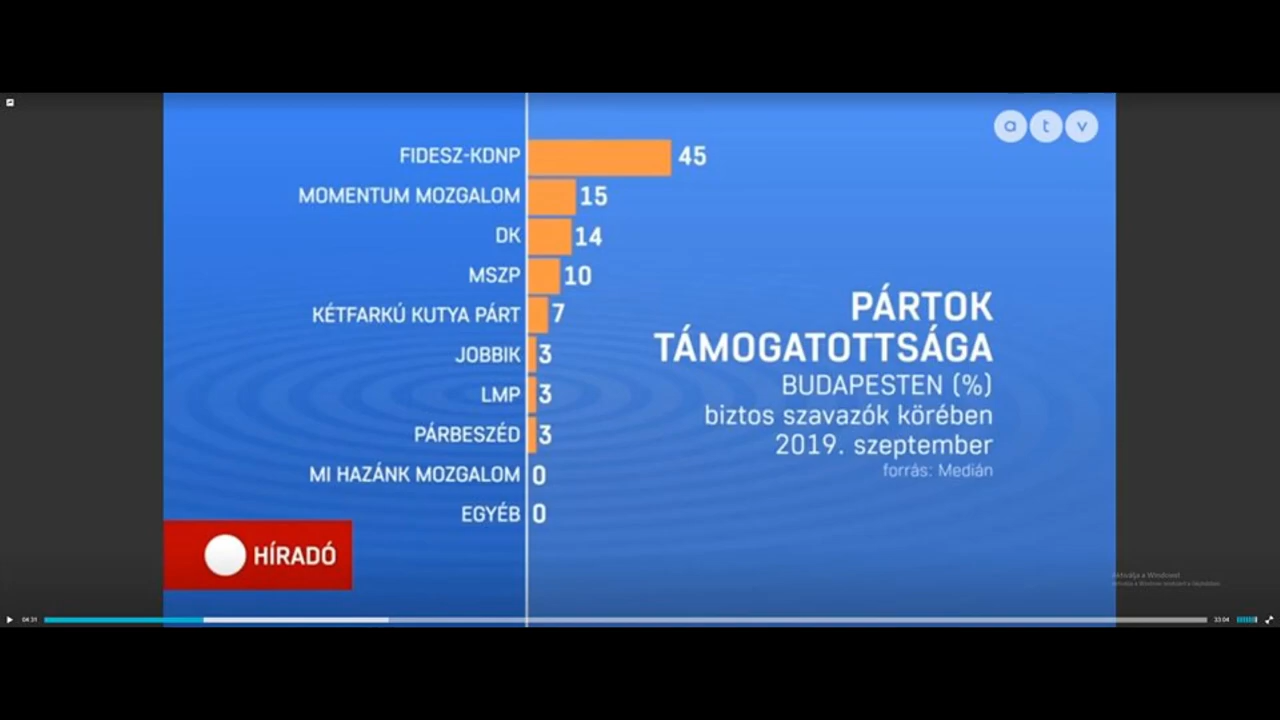 atv
FIDESZ-KDNP 45
MOMENTUM MOZGALOM 15
DK 14
MSZP 10
KÉTFARKÚ KUTYA PÁRT 7
JOBBIK 3
LMP 3
PÁRBESZÉD 3
MI HAZÁNK MOZGALOM 0
EGYÉB 0
PÁRTOK
TÁMOGATOTTSÁGA
BUDAPESTEN (%)
biztos szavazók körében
2019. szeptember
forrás: Medián
HÍRADÓ
Aktiválja a Windowst
04:31 33:04